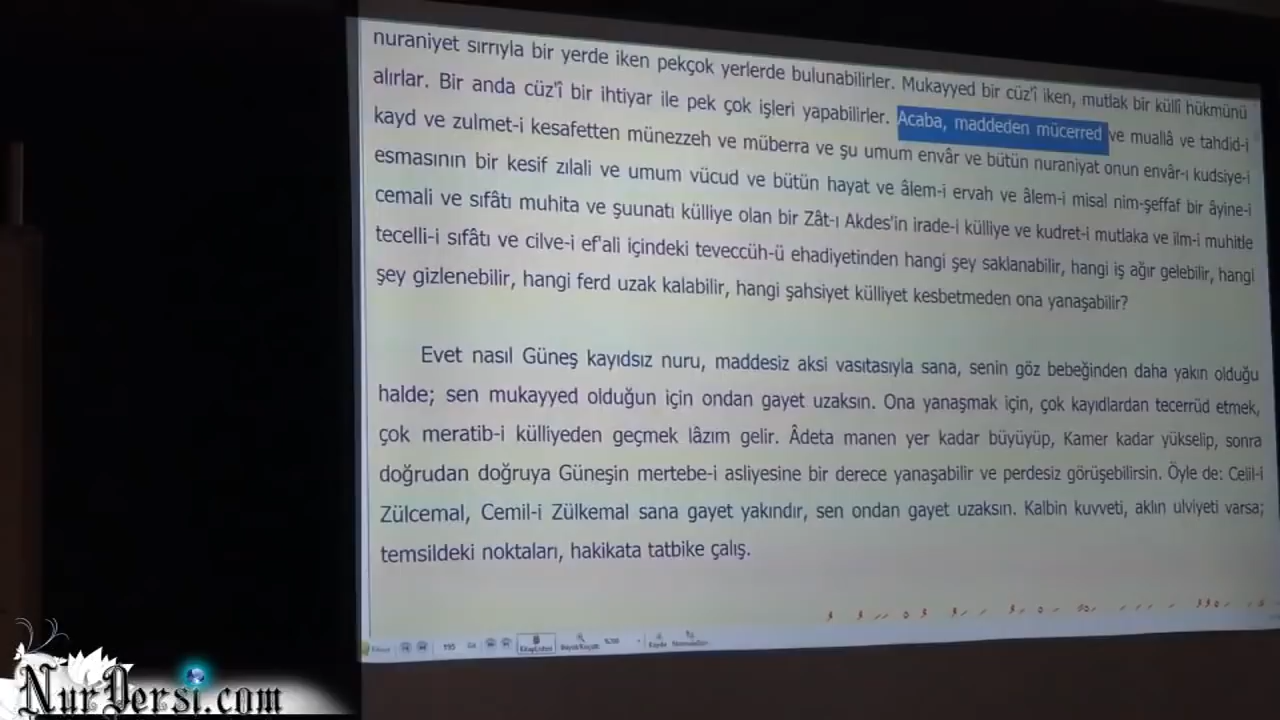 nuraniyet sırrıyla bir yerde iken pekçok yerlerde bulunabilirler. Mukayyed bir cüz'î iken, mutlak bir küllî hükmünü
alırlar. Bir anda cüz'î bir ihtiyar ile pek çok işleri yapabilirler. Acaba, maddeden mücerred ve muallâ ve tahdid-i
kayd ve zulmet-i kesafetten münezzeh ve müberra ve şu umum envâr ve bütün nuraniyat onun envâr-ı kudsiye-i
esmasının bir kesif zılali ve umum vücud ve bütün hayat ve âlem-i ervah ve âlem-i misal nim-şeffaf bir âyine-i
cemali ve sıfâtı muhita ve şuunatı külliye olan bir Zât-ı Akdes'in irade-i külliye ve kudret-i mutlaka ve ilm-i muhitle
tecelli-i sıfâtı ve cilve-i ef'ali içindeki teveccüh-ü ehadiyetinden hangi şey saklanabilir, hangi iş ağır gelebilir, hangi
şey gizlenebilir, hangi ferd uzak kalabilir, hangi şahsiyet külliyet kesbetmeden ona yanaşabilir?
Evet nasıl Güneş kayıdsız nuru, maddesiz aksi vasıtasıyla sana, senin göz bebeğinden daha yakın olduğu
halde; sen mukayyed olduğun için ondan gayet uzaksın. Ona yanaşmak için, çok kayıdlardan tecerrüd etmek,
çok meratib-i külliyeden geçmek lâzım gelir. Âdeta manen yer kadar büyüyüp, Kamer kadar yükselip, sonra
doğrudan doğruya Güneşin mertebe-i asliyesine bir derece yanaşabilir ve perdesiz görüşebilirsin. Öyle de: Celil-i
Zülcemal, Cemil-i Zülkemal sana gayet yakındır, sen ondan gayet uzaksın. Kalbin kuvveti, aklın ulviyeti varsa;
temsildeki noktaları, hakikata tatbike çalış.
195
NurDersi.com